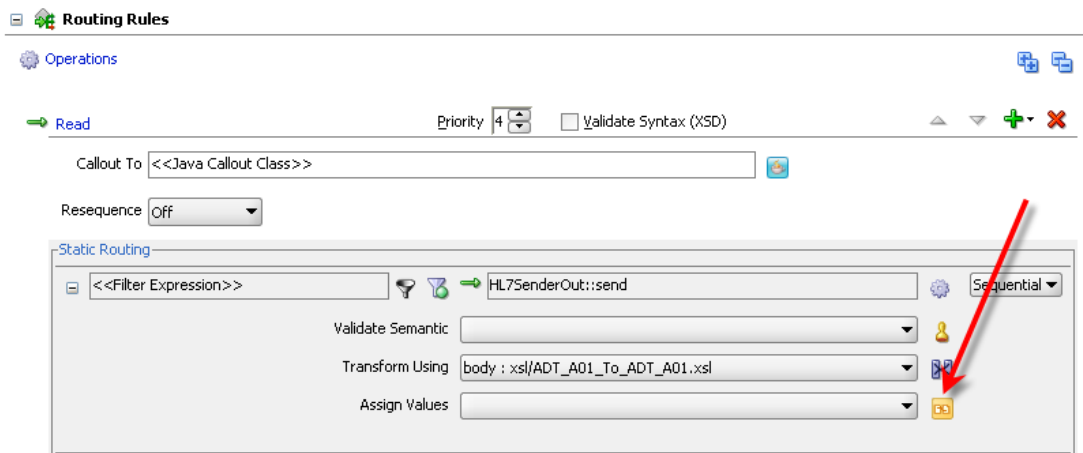 Routing Rules
Operations
Read Priority 4 Validate Syntax (XSD)
Callout To <<Java Callout Class>>
Resequence Off
Static Routing
<<Filter Expression>> HL7SenderOut::send Sequential
Validate Semantic
Transform Using body : xsl/ADT_A01_To_ADT_A01.xsl
Assign Values